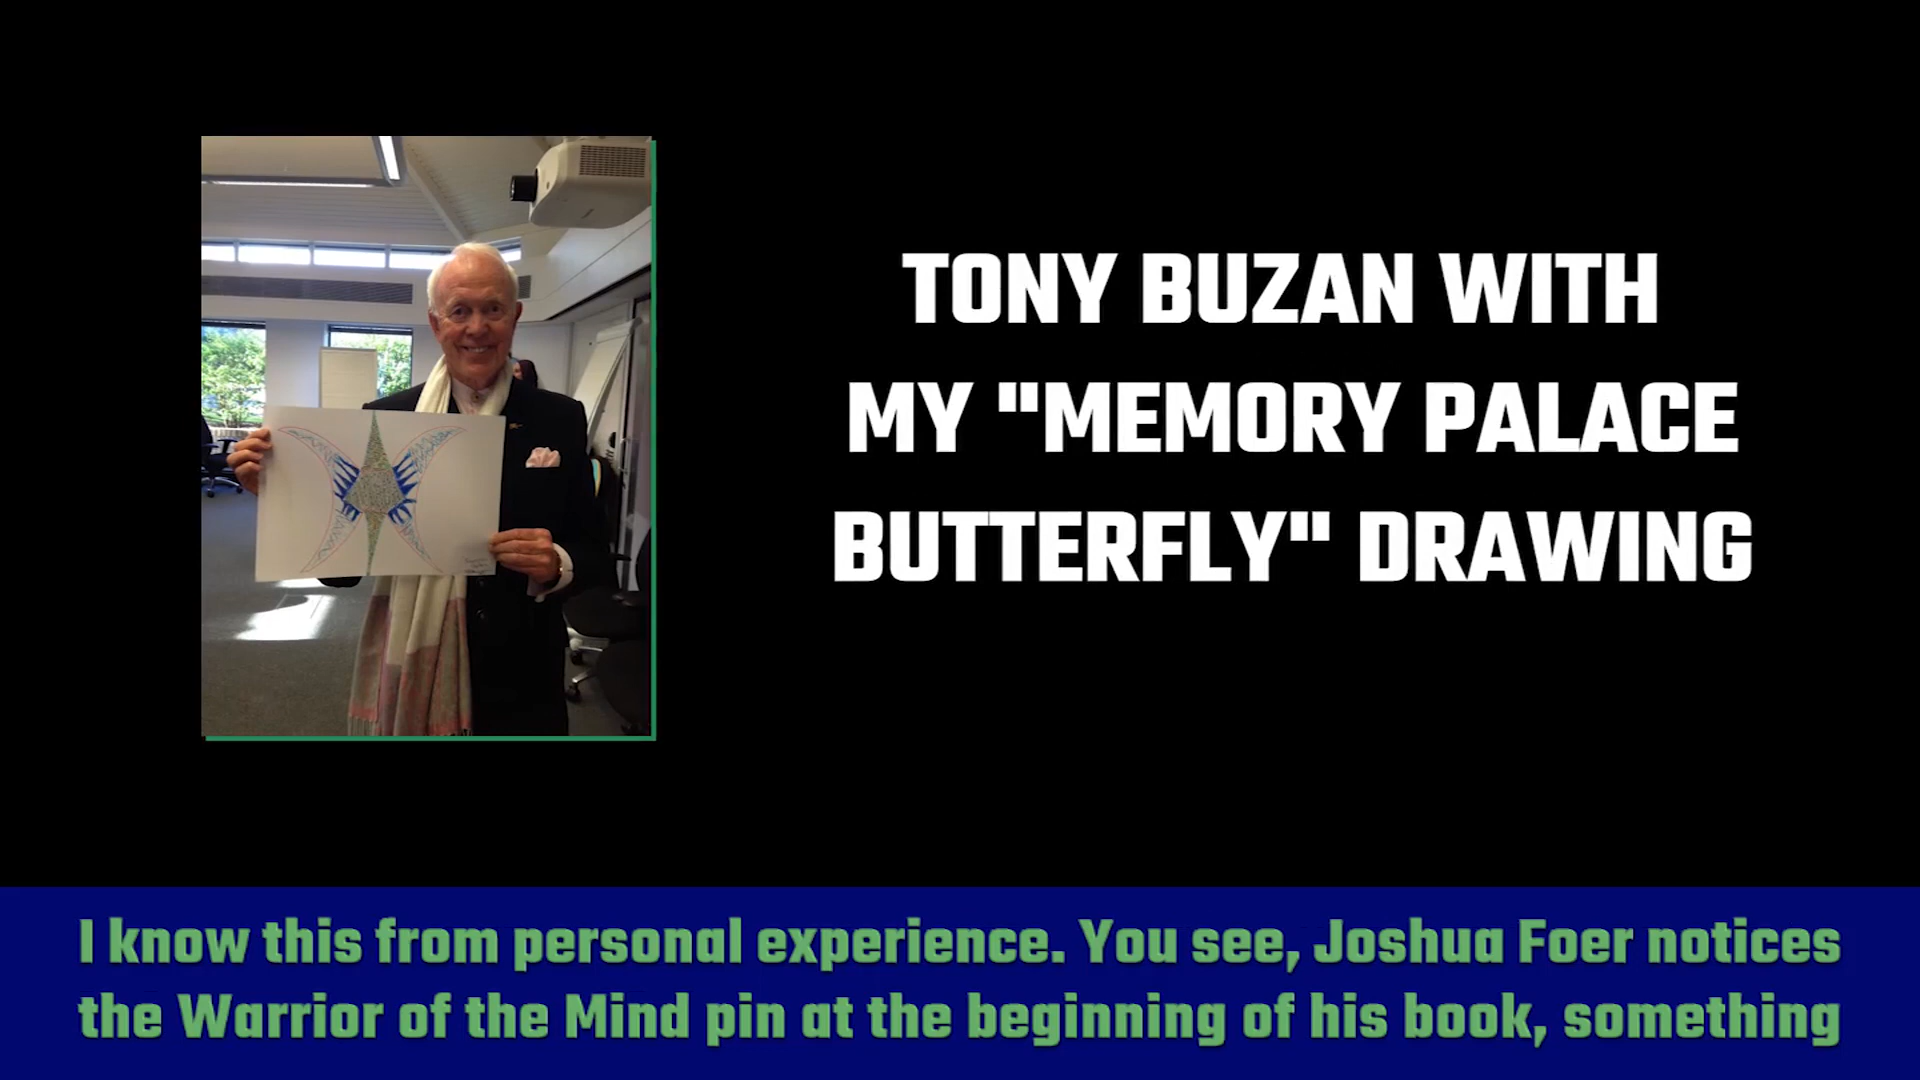 TONY BUZAN WITH
MY "MEMORY PALACE
BUTTERFLY" DRAWING
I know this from personal experience. You see, Joshua Foer notices
the Warrior of the Mind pin at the beginning of his book, something